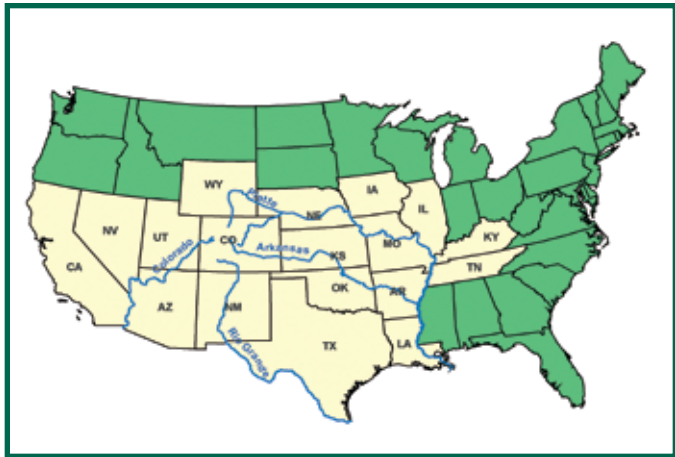 WY
IA
Platte
NE
IL
NV
UT
CO
Colorado
Arkansas
KS
MO
KY
CA
TN
AZ
NM
OK
AR
Rio Grande
TX
LA